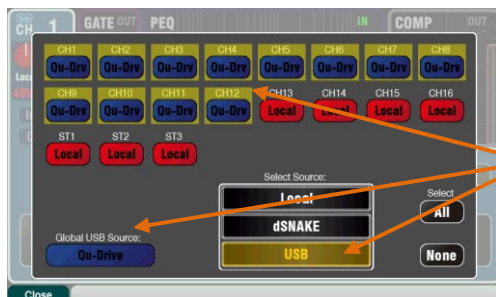 CH 1 GATE OUT PEQ IN COMP OUT
CH1 CH2 CH3 CH4 CH5 CH6 CH7 CH8
Qu-Drv Qu-Drv Qu-Drv Qu-Drv Qu-Drv Qu-Drv Qu-Drv Qu-Drv
CH9 CH10 CH11 CH12 CH13 CH14 CH15 CH16
Qu-Drv Qu-Drv Qu-Drv Qu-Drv Local Local Local Local
ST1 ST2 ST3
Local Local Local
Select Source:
Local
Select
All
dSNAKE
Global USB Source:
Qu-Drive
USB
None
Close